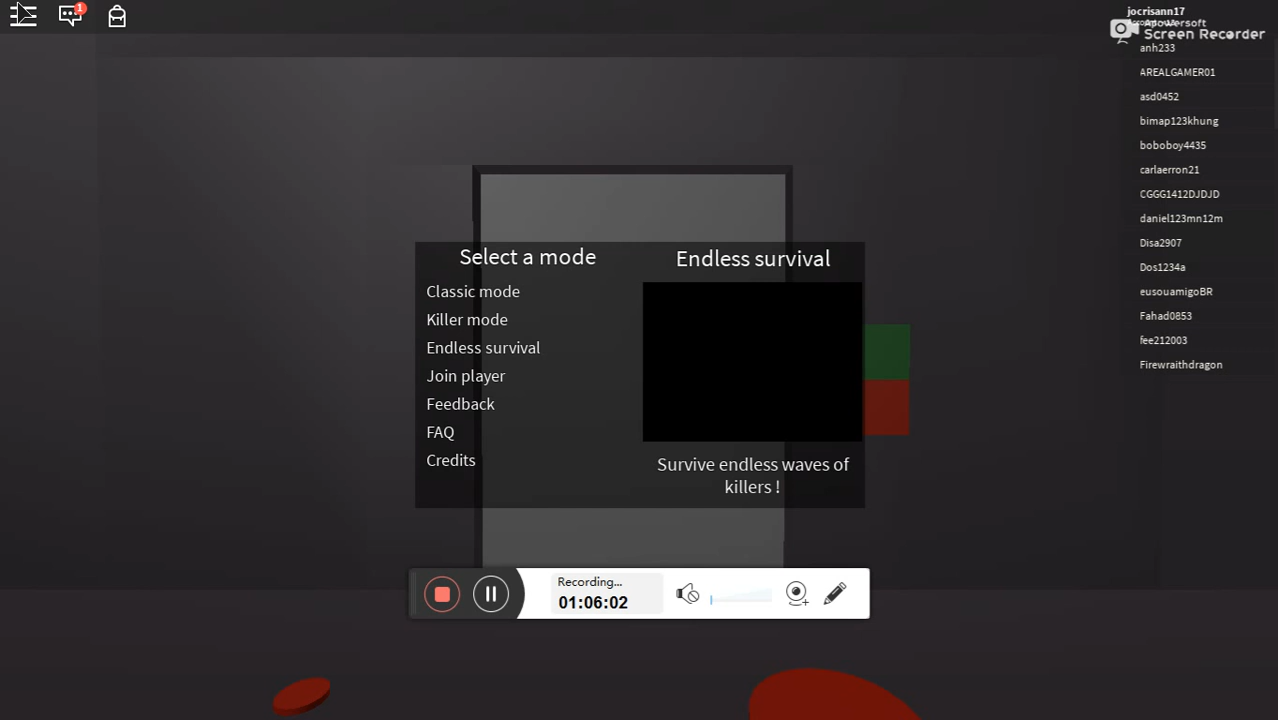 1
jocrisann17
Apowersoft
Screen Recorder
anh233
AREALGAMER01
asd0452
bimap123khung
boboboy4435
carlaerron21
CGGG1412DJDJD
daniel123mn12m
Disa2907
Dos1234a
eusouamigoBR
Fahad0853
fee212003
Firewraithdragon
Select a mode
Classic mode
Killer mode
Endless survival
Join player
Feedback
FAQ
Credits
Endless survival
Survive endless waves of
killers !
Recording...
01:06:02